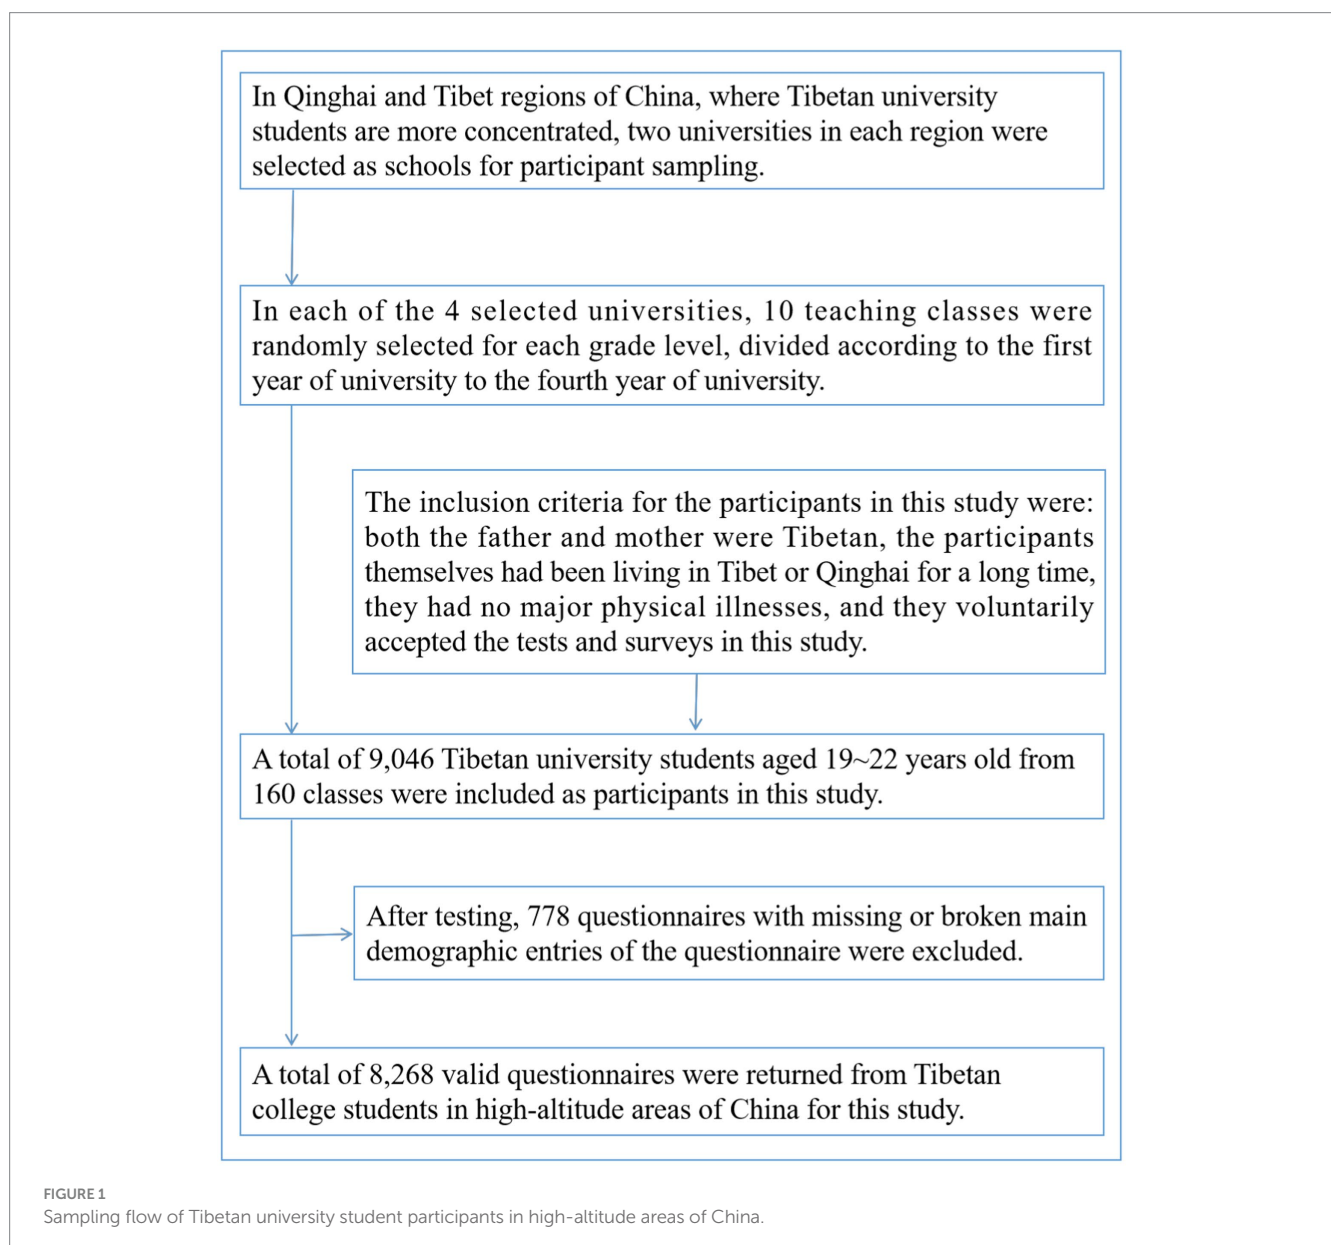 In Qinghai and Tibet regions of China, where Tibetan university
students are more concentrated, two universities in each region were
selected as schools for participant sampling.
In each of the 4 selected universities, 10 teaching classes were
randomly selected for each grade level, divided according to the first
year of university to the fourth year of university.
The inclusion criteria for the participants in this study were:
both the father and mother were Tibetan, the participants
themselves had been living in Tibet or Qinghai for a long time,
they had no major physical illnesses, and they voluntarily
accepted the tests and surveys in this study.
A total of 9,046 Tibetan university students aged 19~22 years old from
160 classes were included as participants in this study.
After testing, 778 questionnaires with missing or broken main
demographic entries of the questionnaire were excluded.
A total of 8,268 valid questionnaires were returned from Tibetan
college students in high-altitude areas of China for this study.
FIGURE 1
Sampling flow of Tibetan university student participants in high-altitude areas of China.